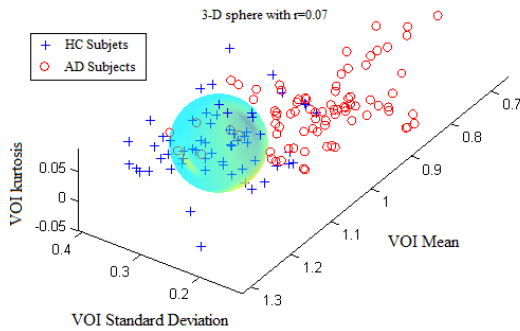 3-D sphere with r=0.07
HC Subjets
AD Subjects
0.05
0
-0.05
VOI kurtosis
0.4
0.3
0.2
VOI Standard Deviation
0.7
0.8
0.9
1
1.1
1.2
1.3
VOI Mean